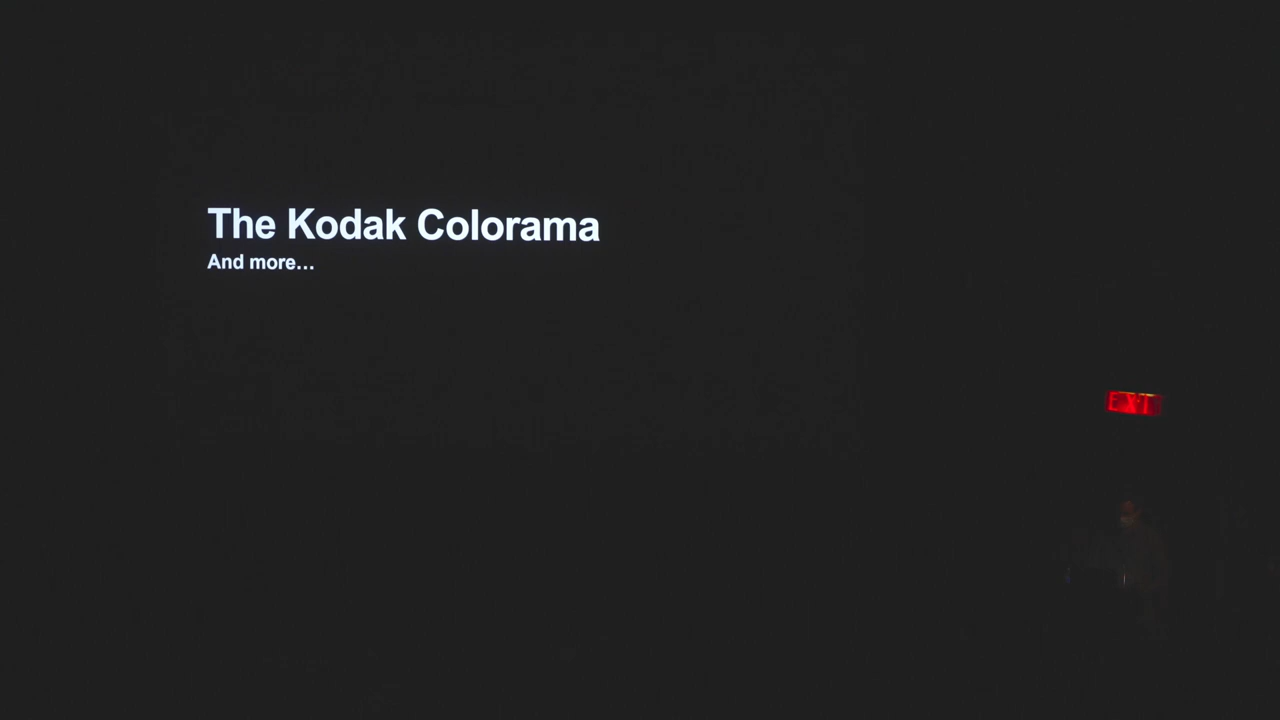 The Kodak Colorama
And more…
EXIT